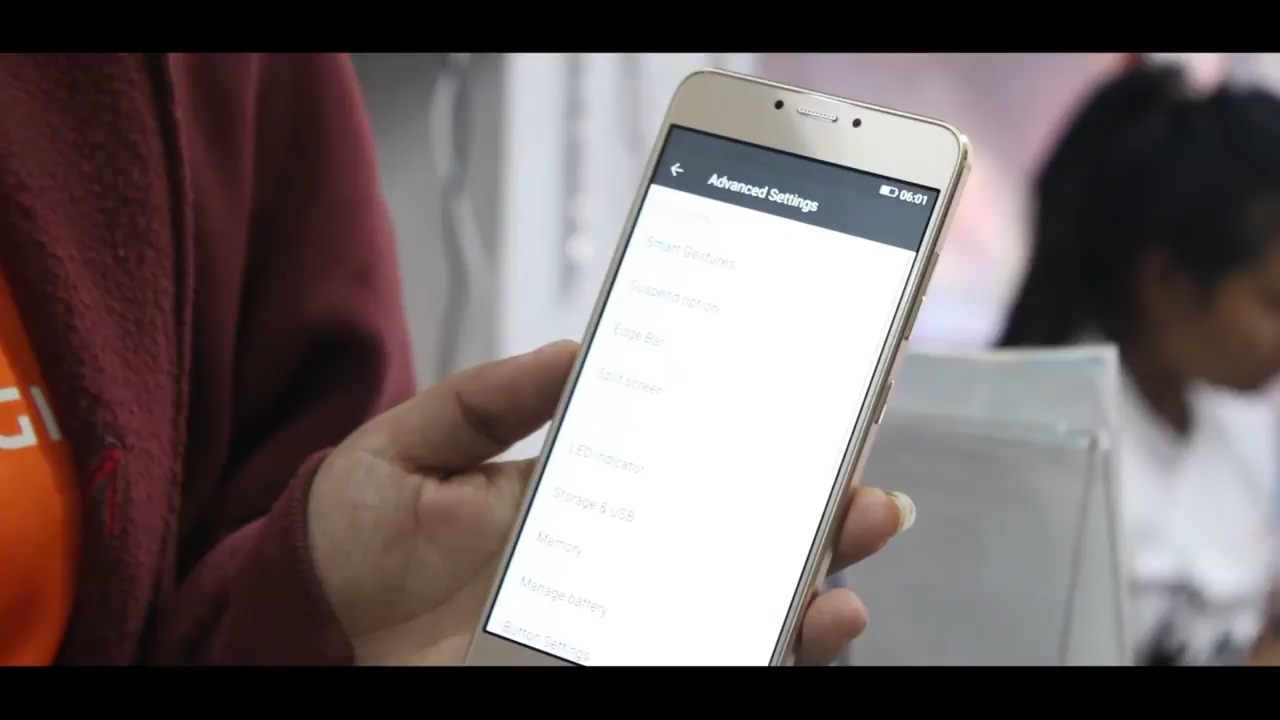 Advanced Settings
06:01
Smart Gestures
Suspend option
Edge Bar
Split screen
LED indicator
Storage & USB
Memory
Manage battery
Button Settings
GI